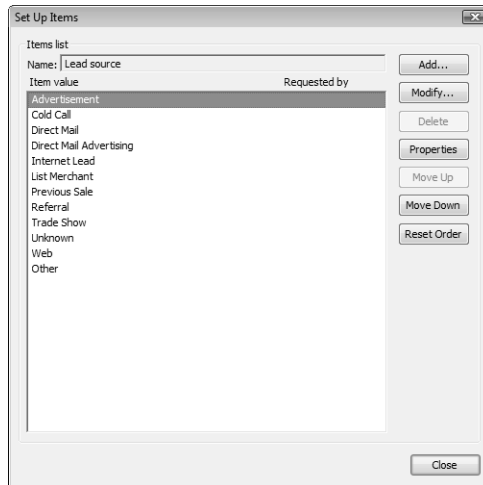 Set Up Items
Items list
Name: Lead source
Item value Requested by
Advertisement
Cold Call
Direct Mail
Direct Mail Advertising
Internet Lead
List Merchant
Previous Sale
Referral
Trade Show
Unknown
Web
Other
Add...
Modify...
Delete
Properties
Move Up
Move Down
Reset Order
Close